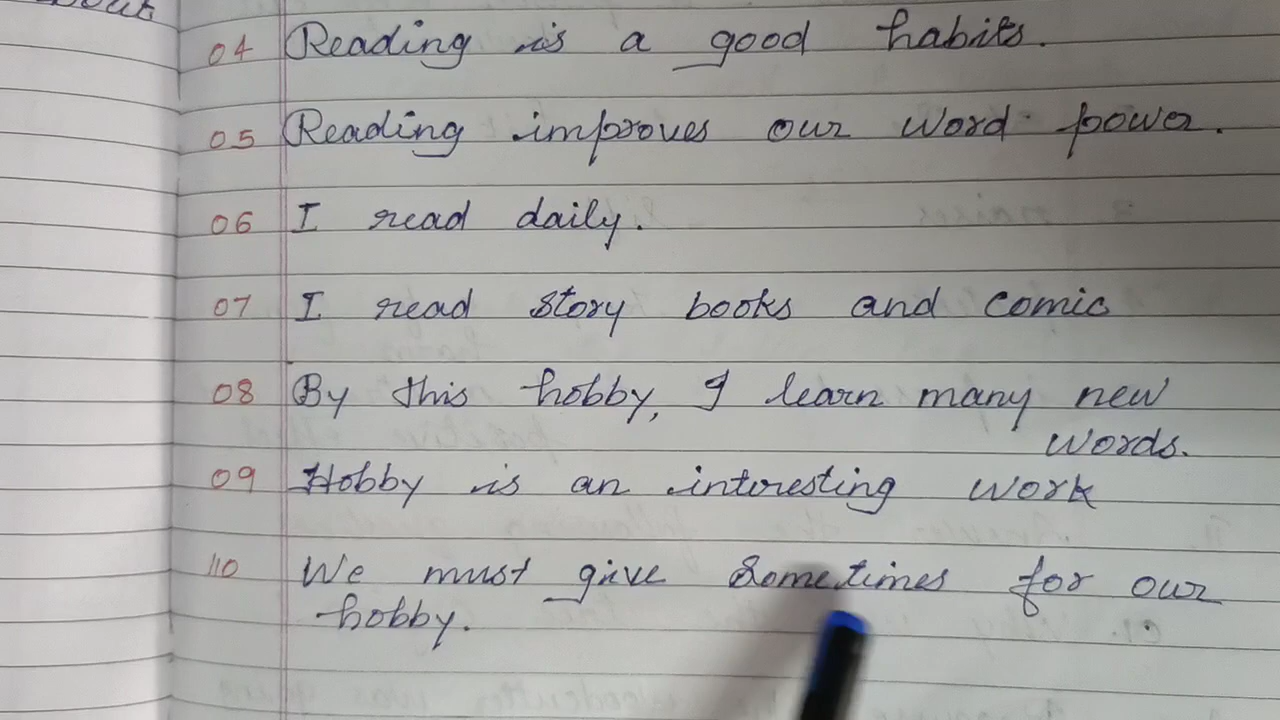 04 Reading is a good habits.
05 Reading improves our word power.
06 I read daily.
07 I read story books and comic
08 By this hobby, I learn many new
words.
09 Hobby is an interesting work
10 We must give Sometimes for our
hobby.